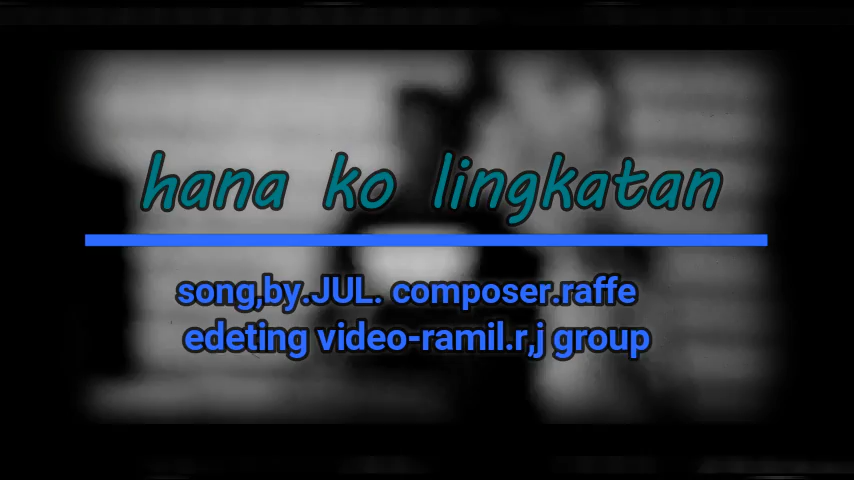 hana ko lingkatan
song,by.JUL. composer.raffe
edeting video-ramil.r,j group